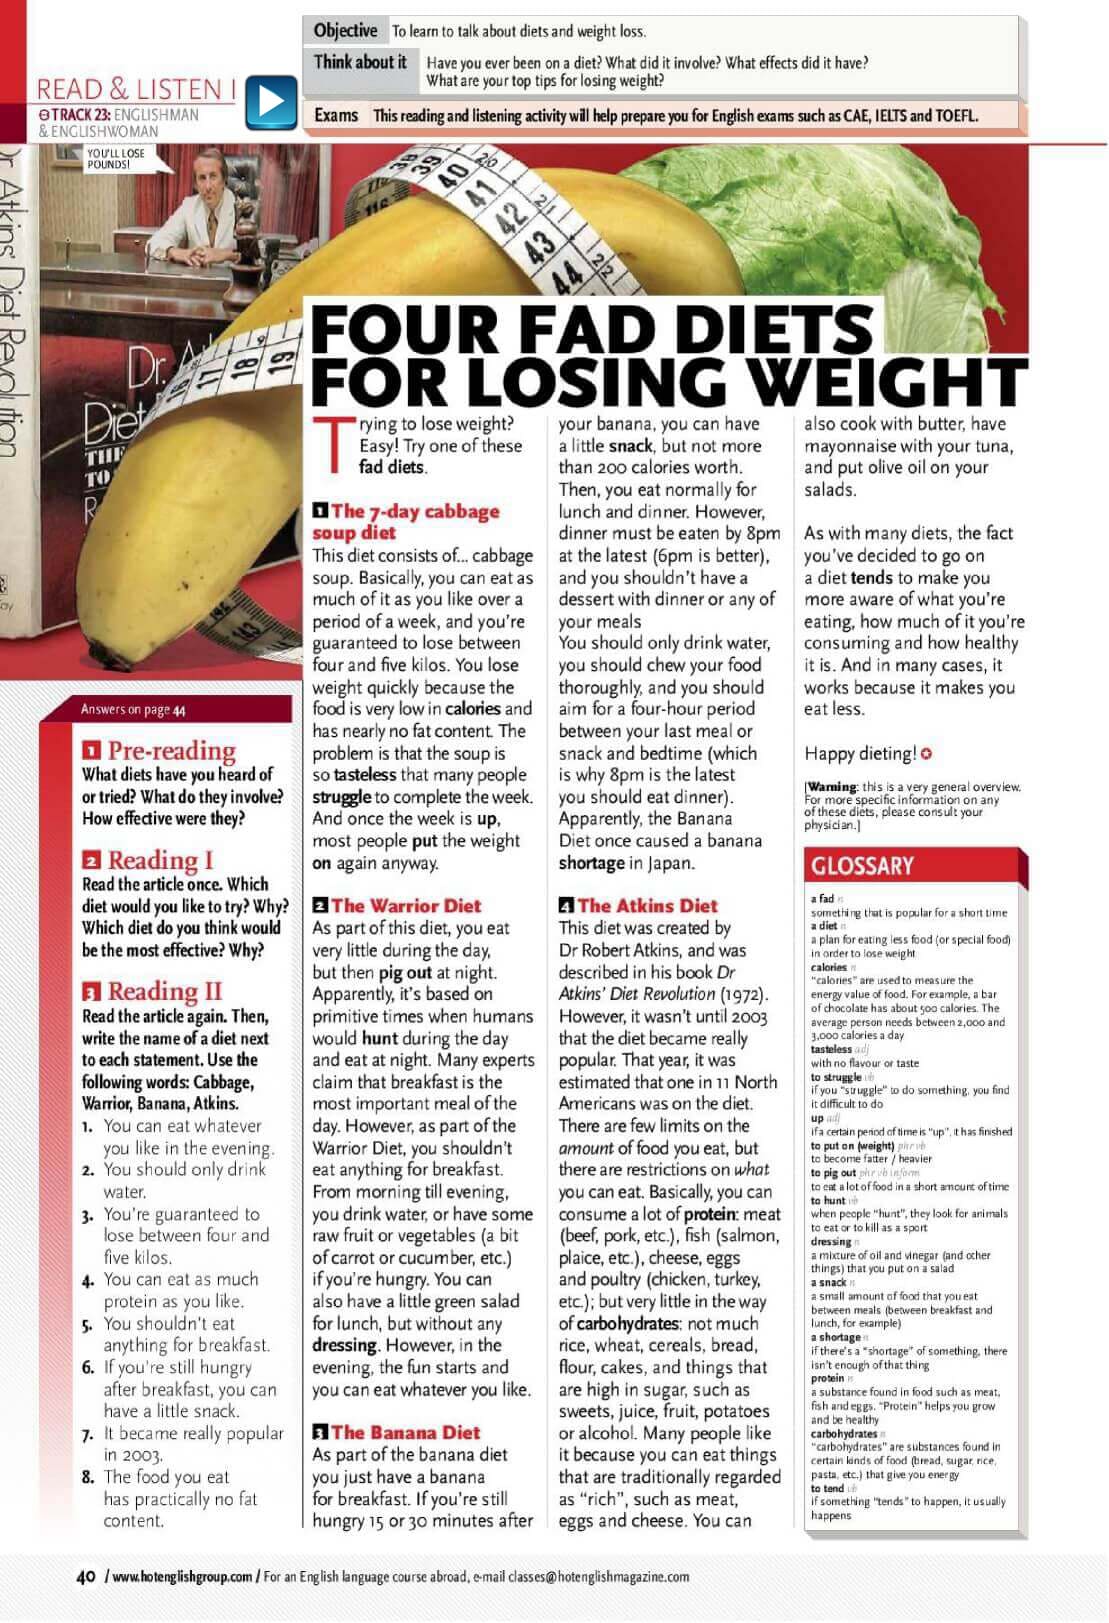 Objective To learn to talk about diets and weight loss.
Think about it Have you ever been on a diet? What did it involve? What effects did it have?
What are your top tips for losing weight?
Exams This reading and listening activity will help prepare you for English exams such as CAE, IELTS and TOEFL.
READ & LISTEN I
TRACK 23: ENGLISHMAN
& ENGLISHWOMAN
YOU'LL LOSE
POUNDS!
Atkins' Diet Revolution
Dr.
Diet
THE
TO
38 39 40 41 42 43 44
20 21 22
116
16 17 18 19
FOUR FAD DIETS
FOR LOSING WEIGHT
Trying to lose weight?
Easy! Try one of these
fad diets.
1 The 7-day cabbage
soup diet
This diet consists of... cabbage
soup. Basically, you can eat as
much of it as you like over a
period of a week, and you're
guaranteed to lose between
four and five kilos. You lose
weight quickly because the
food is very low in calories and
has nearly no fat content. The
problem is that the soup is
so tasteless that many people
struggle to complete the week.
And once the week is up,
most people put the weight
on again anyway.
2 The Warrior Diet
As part of this diet, you eat
very little during the day,
but then pig out at night.
Apparently, it's based on
primitive times when humans
would hunt during the day
and eat at night. Many experts
claim that breakfast is the
most important meal of the
day. However, as part of the
Warrior Diet, you shouldn't
eat anything for breakfast.
From morning till evening,
you drink water, or have some
raw fruit or vegetables (a bit
of carrot or cucumber, etc.)
if you're hungry. You can
also have a little green salad
for lunch, but without any
dressing. However, in the
evening, the fun starts and
you can eat whatever you like.
3 The Banana Diet
As part of the banana diet
you just have a banana
for breakfast. If you're still
hungry 15 or 30 minutes after
your banana, you can have
a little snack, but not more
than 200 calories worth.
Then, you eat normally for
lunch and dinner. However,
dinner must be eaten by 8pm
at the latest (6pm is better),
and you shouldn't have a
dessert with dinner or any of
your meals
You should only drink water,
you should chew your food
thoroughly, and you should
aim for a four-hour period
between your last meal or
snack and bedtime (which
is why 8pm is the latest
you should eat dinner).
Apparently, the Banana
Diet once caused a banana
shortage in Japan.
4 The Atkins Diet
This diet was created by
Dr Robert Atkins, and was
described in his book Dr
Atkins' Diet Revolution (1972).
However, it wasn't until 2003
that the diet became really
popular. That year, it was
estimated that one in 11 North
Americans was on the diet.
There are few limits on the
amount of food you eat, but
there are restrictions on what
you can eat. Basically, you can
consume a lot of protein: meat
(beef, pork, etc.), fish (salmon,
plaice, etc.), cheese, eggs
and poultry (chicken, turkey,
etc.); but very little in the way
of carbohydrates: not much
rice, wheat, cereals, bread,
flour, cakes, and things that
are high in sugar, such as
sweets, juice, fruit, potatoes
or alcohol. Many people like
it because you can eat things
that are traditionally regarded
as "rich", such as meat,
eggs and cheese. You can
also cook with butter, have
mayonnaise with your tuna,
and put olive oil on your
salads.
As with many diets, the fact
you've decided to go on
a diet tends to make you
more aware of what you're
eating, how much of it you're
consuming and how healthy
it is. And in many cases, it
works because it makes you
eat less.
Happy dieting!
[Warning: this is a very general overview.
For more specific information on any
of these diets, please consult your
physician.]
GLOSSARY
a fad n
something that is popular for a short time
a diet n
a plan for eating less food (or special food)
in order to lose weight
calories n
"calories" are used to measure the
energy value of food. For example, a bar
of chocolate has about 500 calories. The
average person needs between 2,000 and
3,000 calories a day
tasteless adj
with no flavour or taste
to struggle vb
if you "struggle" to do something, you find
it difficult to do
up adj
if a certain period of time is "up", it has finished
to put on (weight) phr vb
to become fatter / heavier
to pig out phr vb inform
to eat a lot of food in a short amount of time
to hunt vb
when people "hunt", they look for animals
to eat or to kill as a sport
dressing n
a mixture of oil and vinegar (and other
things) that you put on a salad
a snack n
a small amount of food that you eat
between meals (between breakfast and
lunch, for example)
a shortage n
if there's a "shortage" of something, there
isn't enough of that thing
protein n
a substance found in food such as meat,
fish and eggs. "Protein" helps you grow
and be healthy
carbohydrates n
"carbohydrates" are substances found in
certain kinds of food (bread, sugar, rice,
pasta, etc.) that give you energy
to tend vb
if something "tends" to happen, it usually
happens
Answers on page 44
1 Pre-reading
What diets have you heard of
or tried? What do they involve?
How effective were they?
2 Reading I
Read the article once. Which
diet would you like to try? Why?
Which diet do you think would
be the most effective? Why?
3 Reading II
Read the article again. Then,
write the name of a diet next
to each statement. Use the
following words: Cabbage,
Warrior, Banana, Atkins.
1. You can eat whatever
you like in the evening.
2. You should only drink
water.
3. You're guaranteed to
lose between four and
five kilos.
4. You can eat as much
protein as you like.
5. You shouldn't eat
anything for breakfast.
6. If you're still hungry
after breakfast, you can
have a little snack.
7. It became really popular
in 2003.
8. The food you eat
has practically no fat
content.
40 / www.hotenglishgroup.com / For an English language course abroad, e-mail classes@hotenglishmagazine.com